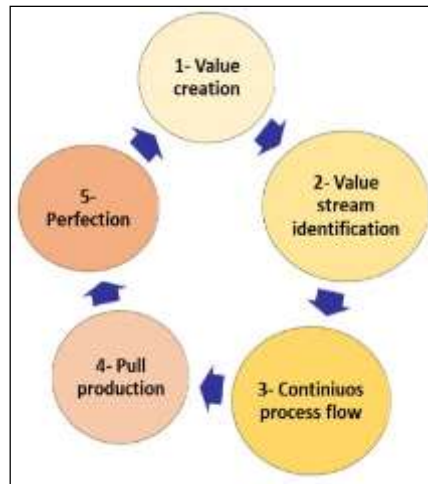 1- Value
creation
2- Value
stream
identification
3- Continiuos
process flow
4- Pull
production
5-
Perfection